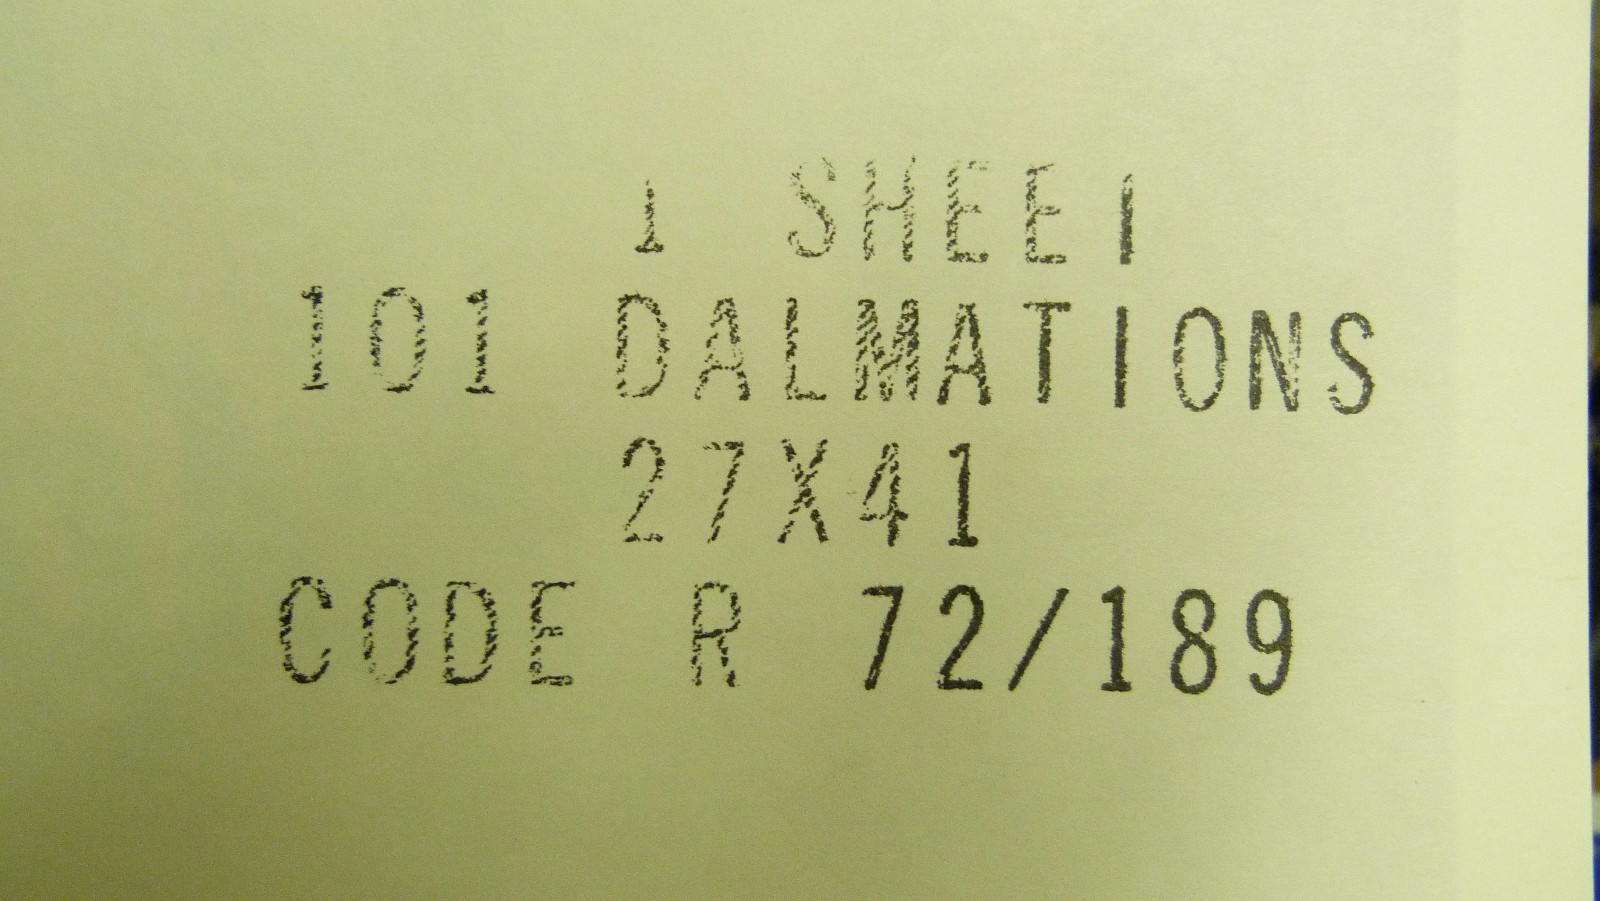 1 SHEET
101 DALMATIONS
27X41
CODE R 72/189